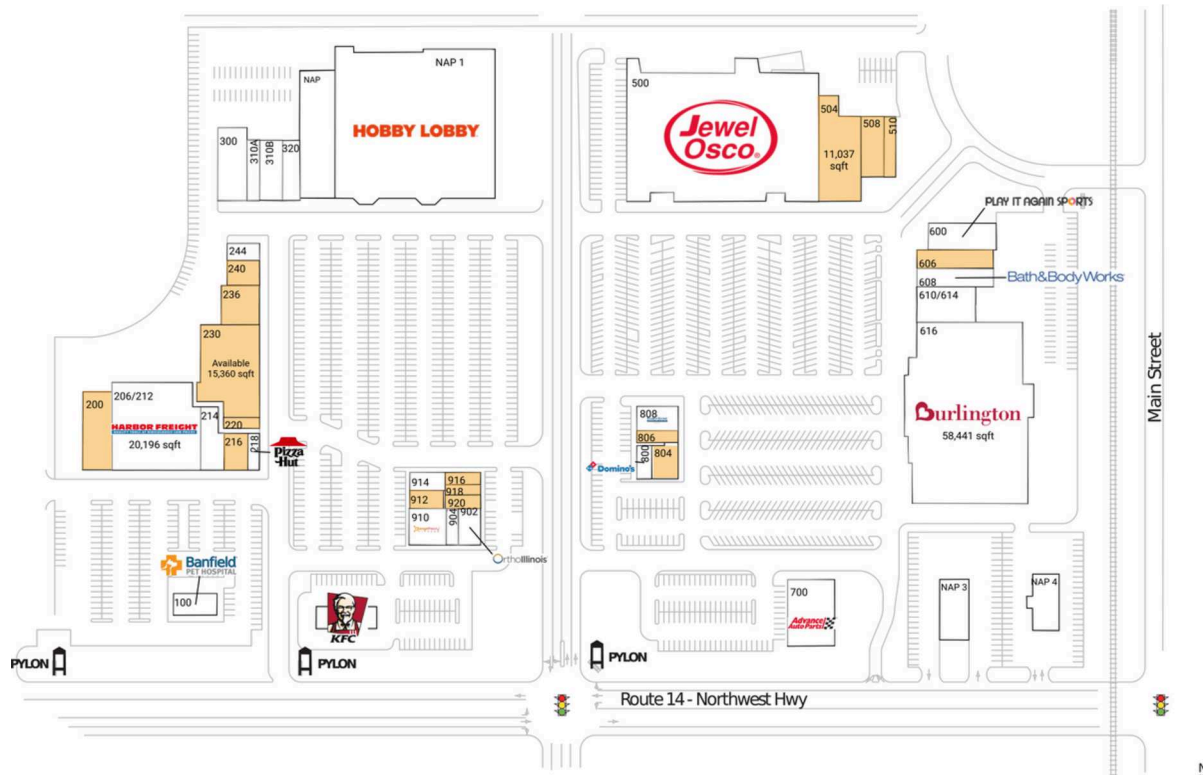 NAP 1
NAP
HOBBY LOBBY
300
310A
310B
320
500
Jewel
Osco
504
508
510
11,037
sqft
PLAY IT AGAIN SPORTS
600
606
608
Bath&BodyWorks
610/614
616
Burlington
58,441 sqft
Main Street
244
240
236
230
Available
15,360 sqft
200
206/212
HARBOR FREIGHT
20,196 sqft
214
220
216
218
Pizza
Hut
808
806
800
804
Domino's
914
916
918
912
920
910
904
902
OrthoIllinois
Banfield
PET HOSPITAL
100
KFC
700
Advance
Auto Parts
NAP 3
NAP 4
PYLON
PYLON
PYLON
Route 14 - Northwest Hwy